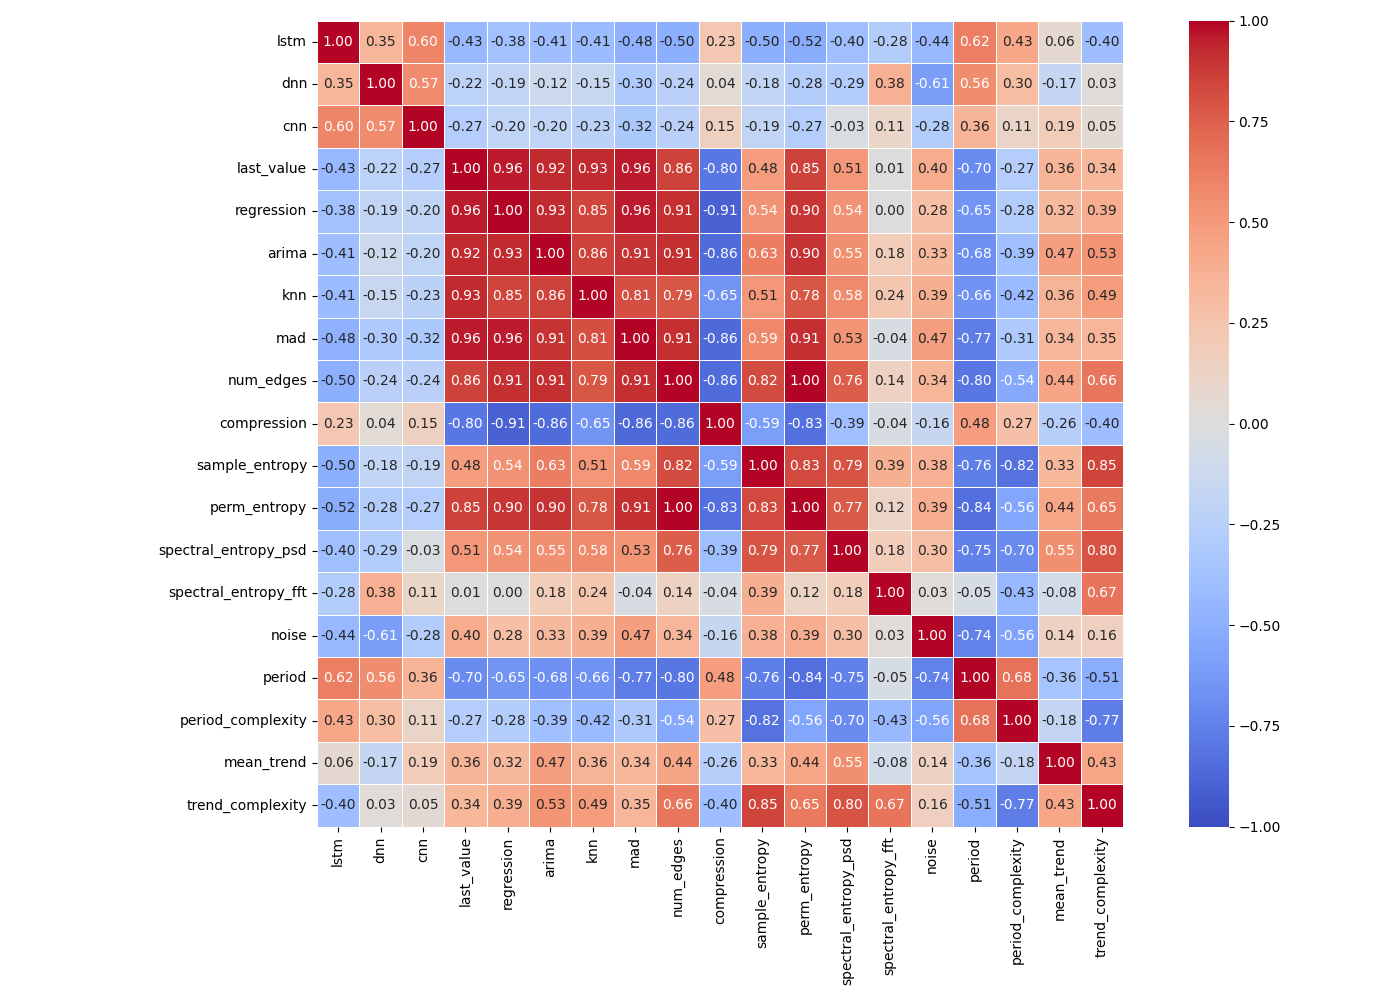 lstm 1.00 0.35 0.60 -0.43 -0.38 -0.41 -0.41 -0.48 -0.50 0.23 -0.50 -0.52 -0.40 -0.28 -0.44 0.62 0.43 0.06 -0.40
dnn 0.35 1.00 0.57 -0.22 -0.19 -0.12 -0.15 -0.30 -0.24 0.04 -0.18 -0.28 -0.29 0.38 -0.61 0.56 0.30 -0.17 0.03
cnn 0.60 0.57 1.00 -0.27 -0.20 -0.20 -0.23 -0.32 -0.24 0.15 -0.19 -0.27 -0.03 0.11 -0.28 0.36 0.11 0.19 0.05
last_value -0.43 -0.22 -0.27 1.00 0.96 0.92 0.93 0.96 0.86 -0.80 0.48 0.85 0.51 0.01 0.40 -0.70 -0.27 0.36 0.34
regression -0.38 -0.19 -0.20 0.96 1.00 0.93 0.85 0.96 0.91 -0.91 0.54 0.90 0.54 0.00 0.28 -0.65 -0.28 0.32 0.39
arima -0.41 -0.12 -0.20 0.92 0.93 1.00 0.86 0.91 0.91 -0.86 0.63 0.90 0.55 0.18 0.33 -0.68 -0.39 0.47 0.53
knn -0.41 -0.15 -0.23 0.93 0.85 0.86 1.00 0.81 0.79 -0.65 0.51 0.78 0.58 0.24 0.39 -0.66 -0.42 0.36 0.49
mad -0.48 -0.30 -0.32 0.96 0.96 0.91 0.81 1.00 0.91 -0.86 0.59 0.91 0.53 -0.04 0.47 -0.77 -0.31 0.34 0.35
num_edges -0.50 -0.24 -0.24 0.86 0.91 0.91 0.79 0.91 1.00 -0.86 0.82 1.00 0.76 0.14 0.34 -0.80 -0.54 0.44 0.66
compression 0.23 0.04 0.15 -0.80 -0.91 -0.86 -0.65 -0.86 -0.86 1.00 -0.59 -0.83 -0.39 -0.04 -0.16 0.48 0.27 -0.26 -0.40
sample_entropy -0.50 -0.18 -0.19 0.48 0.54 0.63 0.51 0.59 0.82 -0.59 1.00 0.83 0.79 0.39 0.38 -0.76 -0.82 0.33 0.85
perm_entropy -0.52 -0.28 -0.27 0.85 0.90 0.90 0.78 0.91 1.00 -0.83 0.83 1.00 0.77 0.12 0.39 -0.84 -0.56 0.44 0.65
spectral_entropy_psd -0.40 -0.29 -0.03 0.51 0.54 0.55 0.58 0.53 0.76 -0.39 0.79 0.77 1.00 0.18 0.30 -0.75 -0.70 0.55 0.80
spectral_entropy_fft -0.28 0.38 0.11 0.01 0.00 0.18 0.24 -0.04 0.14 -0.04 0.39 0.12 0.18 1.00 0.03 -0.05 -0.43 -0.08 0.67
noise -0.44 -0.61 -0.28 0.40 0.28 0.33 0.39 0.47 0.34 -0.16 0.38 0.39 0.30 0.03 1.00 -0.74 -0.56 0.14 0.16
period 0.62 0.56 0.36 -0.70 -0.65 -0.68 -0.66 -0.77 -0.80 0.48 -0.76 -0.84 -0.75 -0.05 -0.74 1.00 0.68 -0.36 -0.51
period_complexity 0.43 0.30 0.11 -0.27 -0.28 -0.39 -0.42 -0.31 -0.54 0.27 -0.82 -0.56 -0.70 -0.43 -0.56 0.68 1.00 -0.18 -0.77
mean_trend 0.06 -0.17 0.19 0.36 0.32 0.47 0.36 0.34 0.44 -0.26 0.33 0.44 0.55 -0.08 0.14 -0.36 -0.18 1.00 0.43
trend_complexity -0.40 0.03 0.05 0.34 0.39 0.53 0.49 0.35 0.66 -0.40 0.85 0.65 0.80 0.67 0.16 -0.51 -0.77 0.43 1.00
lstm
dnn
cnn
last_value
regression
arima
knn
mad
num_edges
compression
sample_entropy
perm_entropy
spectral_entropy_psd
spectral_entropy_fft
noise
period
period_complexity
mean_trend
trend_complexity
1.00
0.75
0.50
0.25
0.00
−0.25
−0.50
−0.75
−1.00